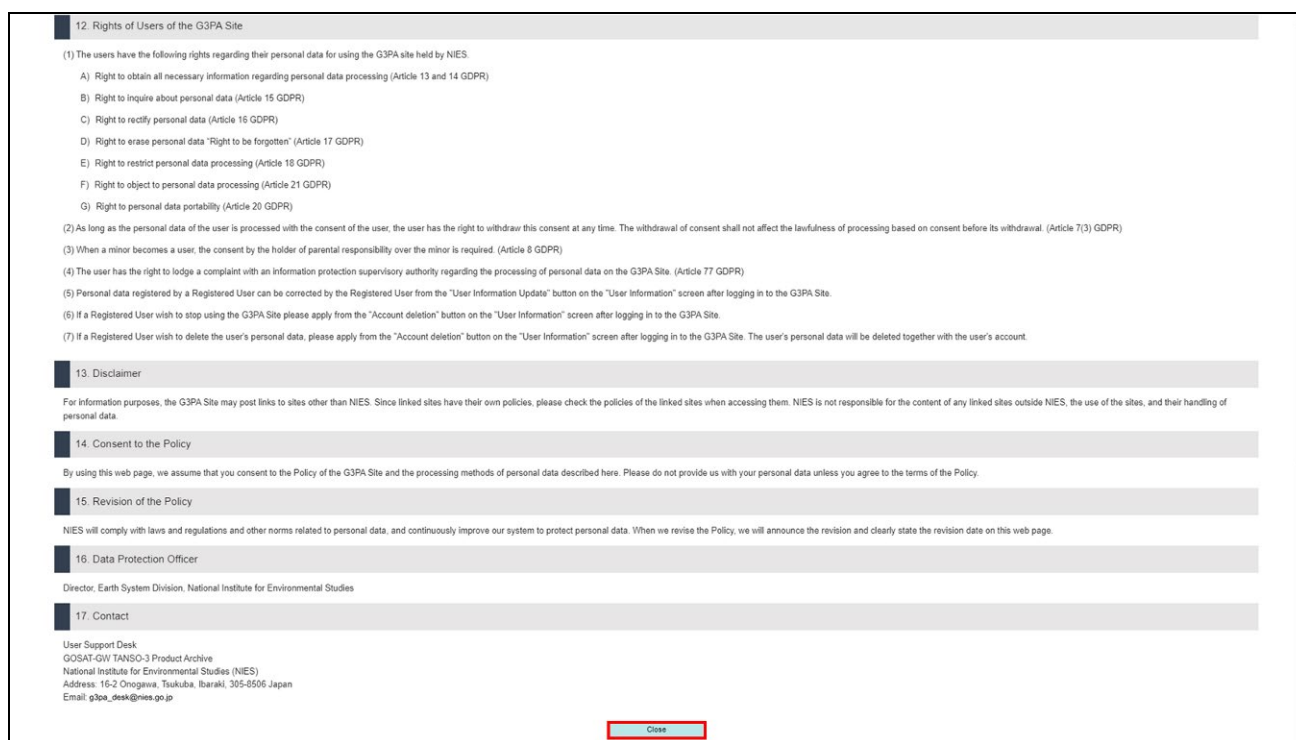 12. Rights of Users of the G3PA Site
(1) The users have the following rights regarding their personal data for using the G3PA site held by NIES.
A) Right to obtain all necessary information regarding personal data processing (Article 13 and 14 GDPR)
B) Right to inquire about personal data (Article 15 GDPR)
C) Right to rectify personal data (Article 16 GDPR)
D) Right to erase personal data "Right to be forgotten" (Article 17 GDPR)
E) Right to restrict personal data processing (Article 18 GDPR)
F) Right to object to personal data processing (Article 21 GDPR)
G) Right to personal data portability (Article 20 GDPR)
(2) As long as the personal data of the user is processed with the consent of the user, the user has the right to withdraw this consent at any time. The withdrawal of consent shall not affect the lawfulness of processing based on consent before its withdrawal. (Article 7(3) GDPR)
(3) When a minor becomes a user, the consent by the holder of parental responsibility over the minor is required. (Article 8 GDPR)
(4) The user has the right to lodge a complaint with an information protection supervisory authority regarding the processing of personal data on the G3PA Site. (Article 77 GDPR)
(5) Personal data registered by a Registered User can be corrected by the Registered User from the "User Information Update" button on the "User Information" screen after logging in to the G3PA Site.
(6) If a Registered User wish to stop using the G3PA Site please apply from the "Account deletion" button on the "User Information" screen after logging in to the G3PA Site.
(7) If a Registered User wish to delete the user's personal data, please apply from the "Account deletion" button on the "User Information" screen after logging in to the G3PA Site. The user's personal data will be deleted together with the user's account.
13. Disclaimer
For information purposes, the G3PA Site may post links to sites other than NIES. Since linked sites have their own policies, please check the policies of the linked sites when accessing them. NIES is not responsible for the content of any linked sites outside NIES, the use of the sites, and their handling of
personal data.
14. Consent to the Policy
By using this web page, we assume that you consent to the Policy of the G3PA Site and the processing methods of personal data described here. Please do not provide us with your personal data unless you agree to the terms of the Policy.
15. Revision of the Policy
NIES will comply with laws and regulations and other norms related to personal data, and continuously improve our system to protect personal data. When we revise the Policy, we will announce the revision and clearly state the revision date on this web page.
16. Data Protection Officer
Director, Earth System Division, National Institute for Environmental Studies
17. Contact
User Support Desk
GOSAT-GW TANSO-3 Product Archive
National Institute for Environmental Studies (NIES)
Address: 16-2 Onogawa, Tsukuba, Ibaraki, 305-8506 Japan
Email: g3pa_desk@nies.go.jp
Close